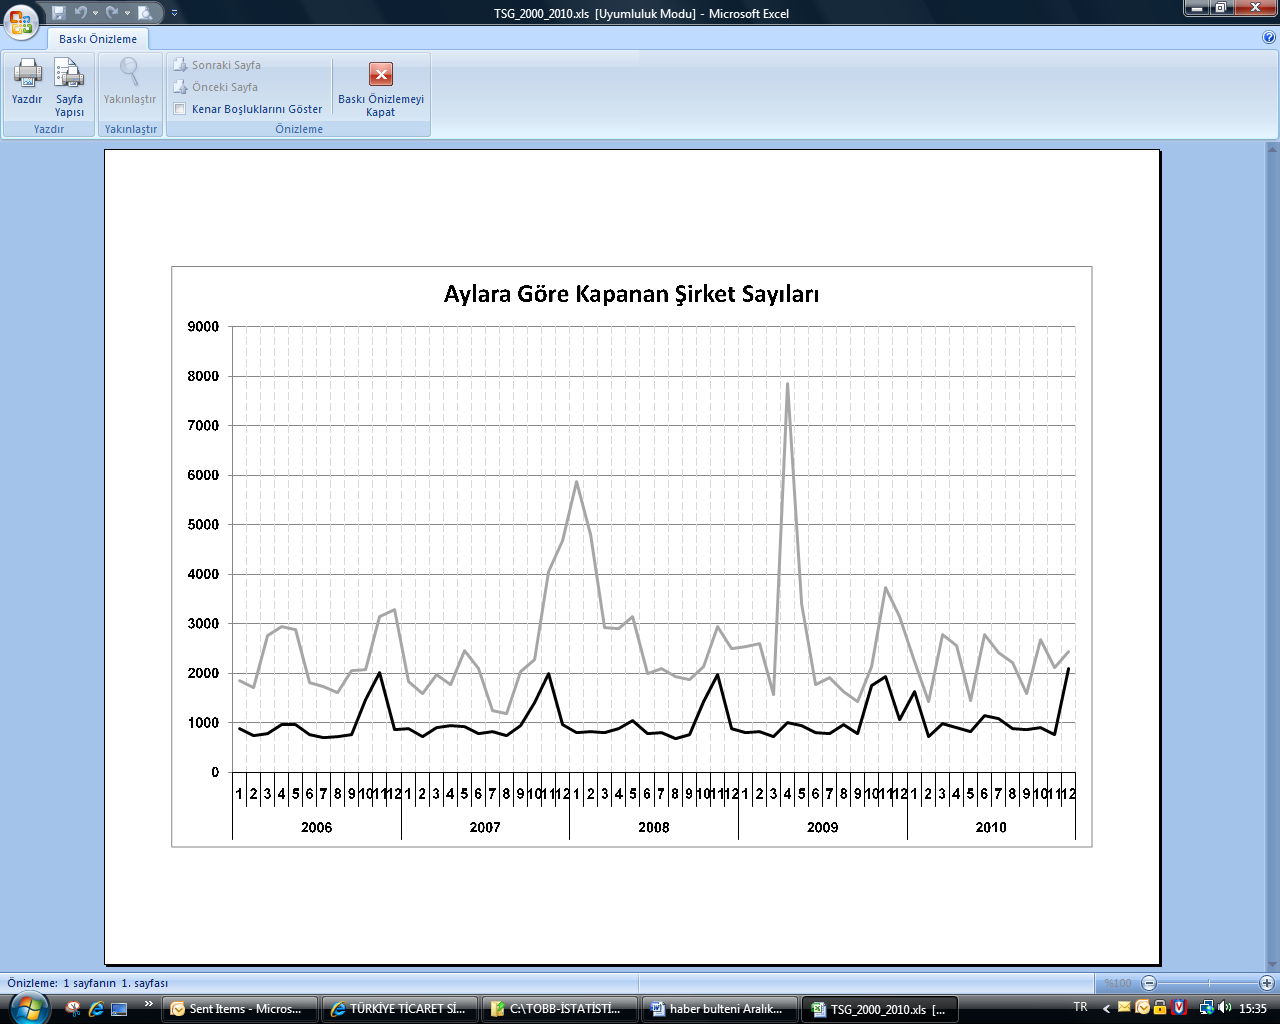 TSG_2000_2010.xls [Uyumluluk Modu] - Microsoft Excel
Baskı Önizleme
Yazdır
Sayfa Yapısı
Yazdır
Yakınlaştır
Yakınlaştır
Sonraki Sayfa
Önceki Sayfa
Kenar Boşluklarını Göster
Baskı Önizlemeyi Kapat
Önizleme
Aylara Göre Kapanan Şirket Sayıları
9000
8000
7000
6000
5000
4000
3000
2000
1000
0
1 2 3 4 5 6 7 8 9 10 11 12 1 2 3 4 5 6 7 8 9 10 11 12 1 2 3 4 5 6 7 8 9 10 11 12 1 2 3 4 5 6 7 8 9 10 11 12 1 2 3 4 5 6 7 8 9 10 11 12
2006 2007 2008 2009 2010
Önizleme: 1 sayfanın 1. sayfası
%100
Sent Items - Micros... TÜRKİYE TİCARET Sİ... C:\TOBB-İSTATİSTİ... haber bulteni Aralık... TSG_2000_2010.xls [... TR 15:35